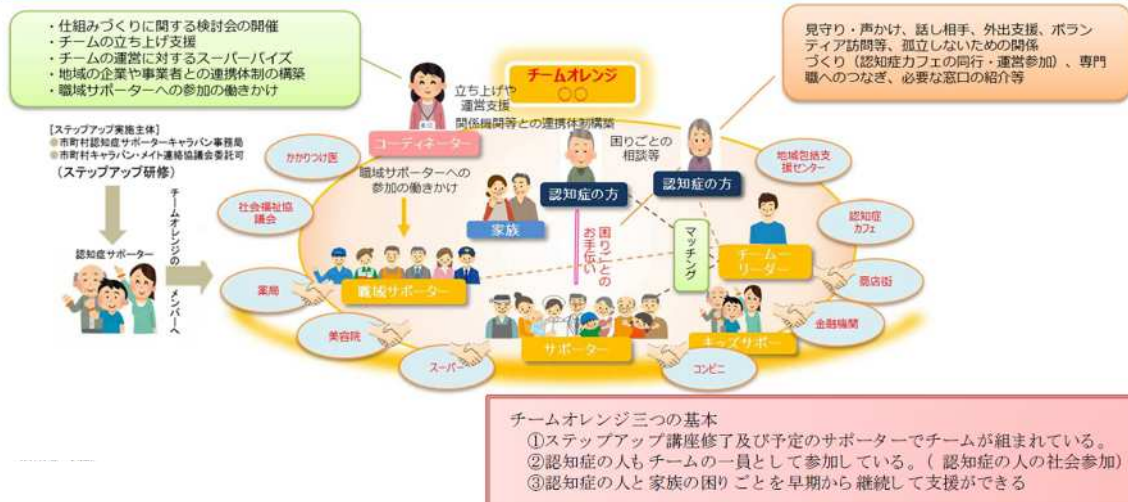 ・仕組みづくりに関する検討会の開催
・チームの立ち上げ支援
・チームの運営に対するスーパーバイズ
・地域の企業や事業者との連携体制の構築
・職域サポーターへの参加の働きかけ
見守り・声かけ、話し相手、外出支援、ボラン
ティア訪問等、孤立しないための関係
づくり（認知症カフェの同行・運営参加）、専門
職へのつなぎ、必要な窓口の紹介等
チームオレンジ
○○
立ち上げや
運営支援
関係機関等との連携体制構築
コーディネーター
[ステップアップ実施主体]
◎市町村認知症サポーターキャラバン事務局
◎市町村キャラバン・メイト連絡協議会委託可
(ステップアップ研修)
チームオレンジの
メンバーへ
認知症サポーター
かかりつけ医
社会福祉協
議会
薬局
美容院
スーパー
コンビニ
金融機関
商店街
認知症
カフェ
地域包括支
援センター
職域サポーターへの
参加の働きかけ
困りごとの
相談等
認知症の方
認知症の方
家族
困りごとの
お手伝い
マッチング
チーム
リーダー
職域サポーター
サポーター
キッズサポー
チームオレンジ三つの基本
①ステップアップ講座修了及び予定のサポーターでチームが組まれている。
②認知症の人もチームの一員として参加している。( 認知症の人の社会参加)
③認知症の人と家族の困りごとを早期から継続して支援ができる